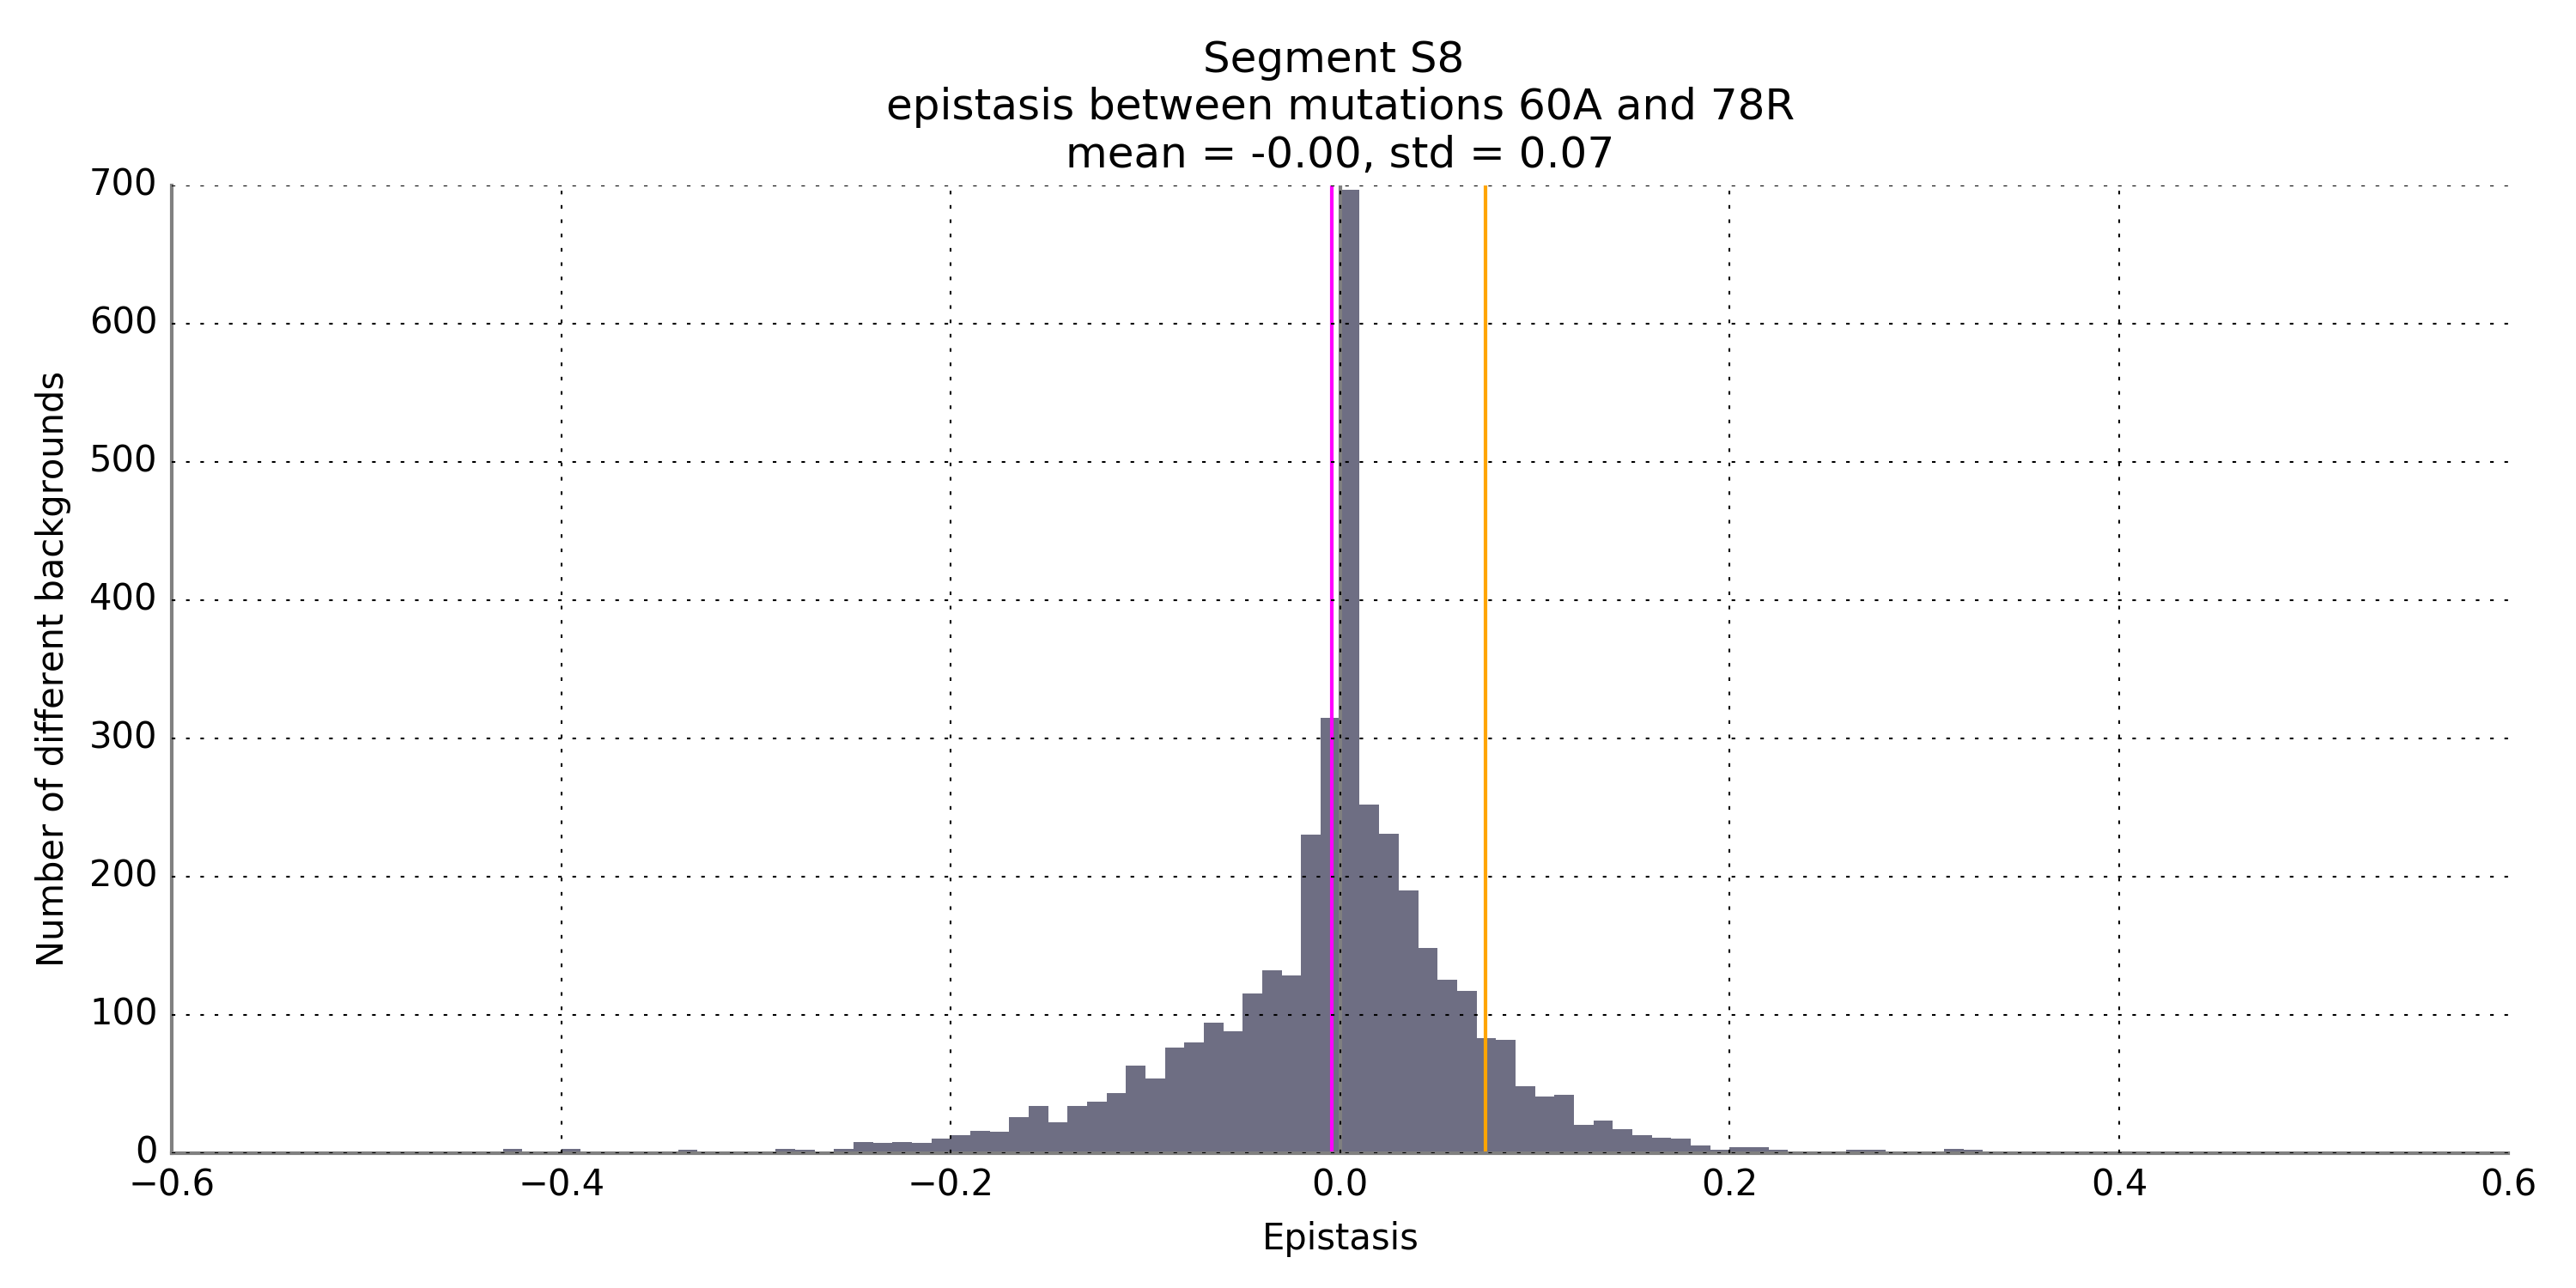 Segment S8
epistasis between mutations 60A and 78R
mean = -0.00, std = 0.07
700
600
500
400
300
200
100
0
Number of different backgrounds
−0.6 −0.4 −0.2 0.0 0.2 0.4 0.6
Epistasis